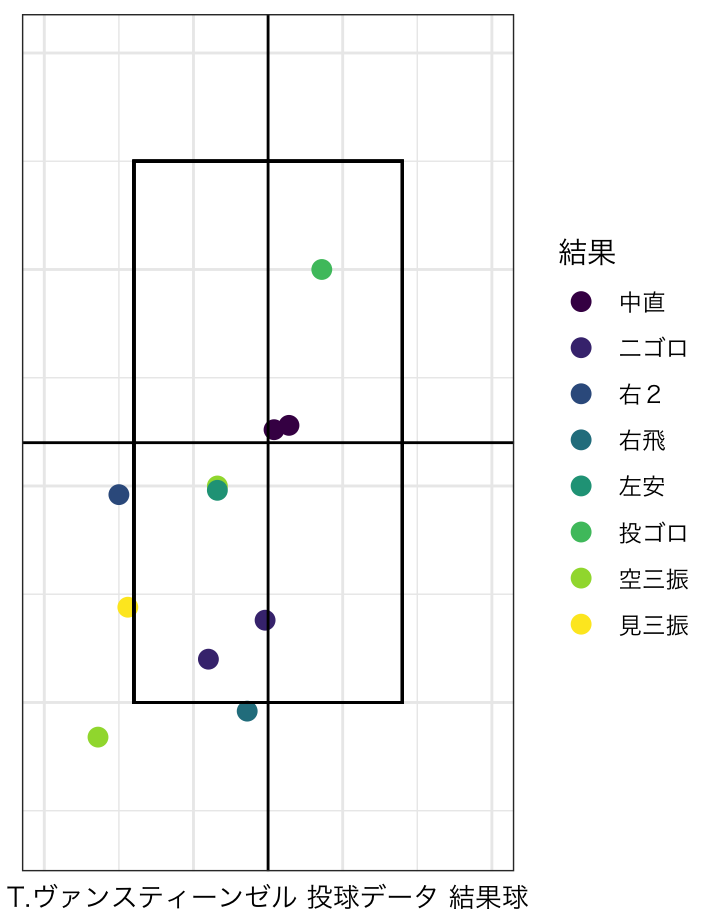 結果
中直
二ゴロ
右２
右飛
左安
投ゴロ
空三振
見三振
T.ヴァンスティーンゼル 投球データ 結果球